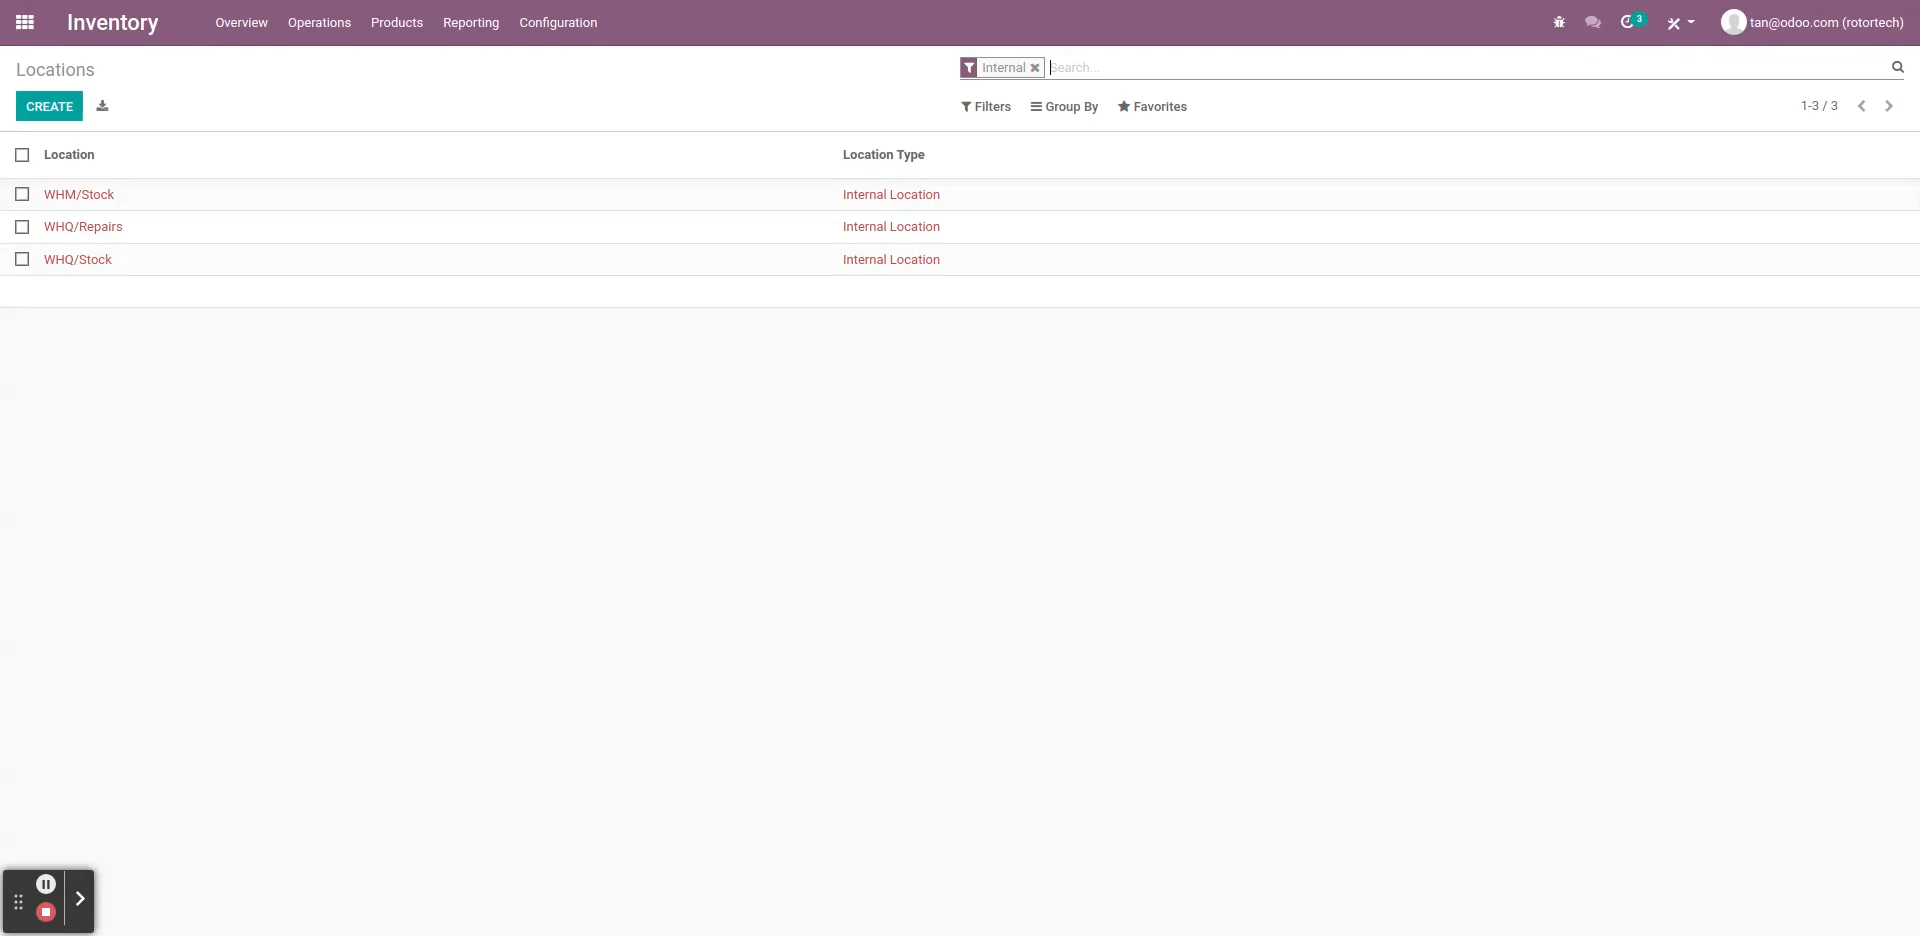 Inventory Overview Operations Products Reporting Configuration 3 tan@odoo.com (rotortech)
Locations Internal Search...
CREATE Filters Group By Favorites 1-3 / 3
Location Location Type
WHM/Stock Internal Location
WHQ/Repairs Internal Location
WHQ/Stock Internal Location